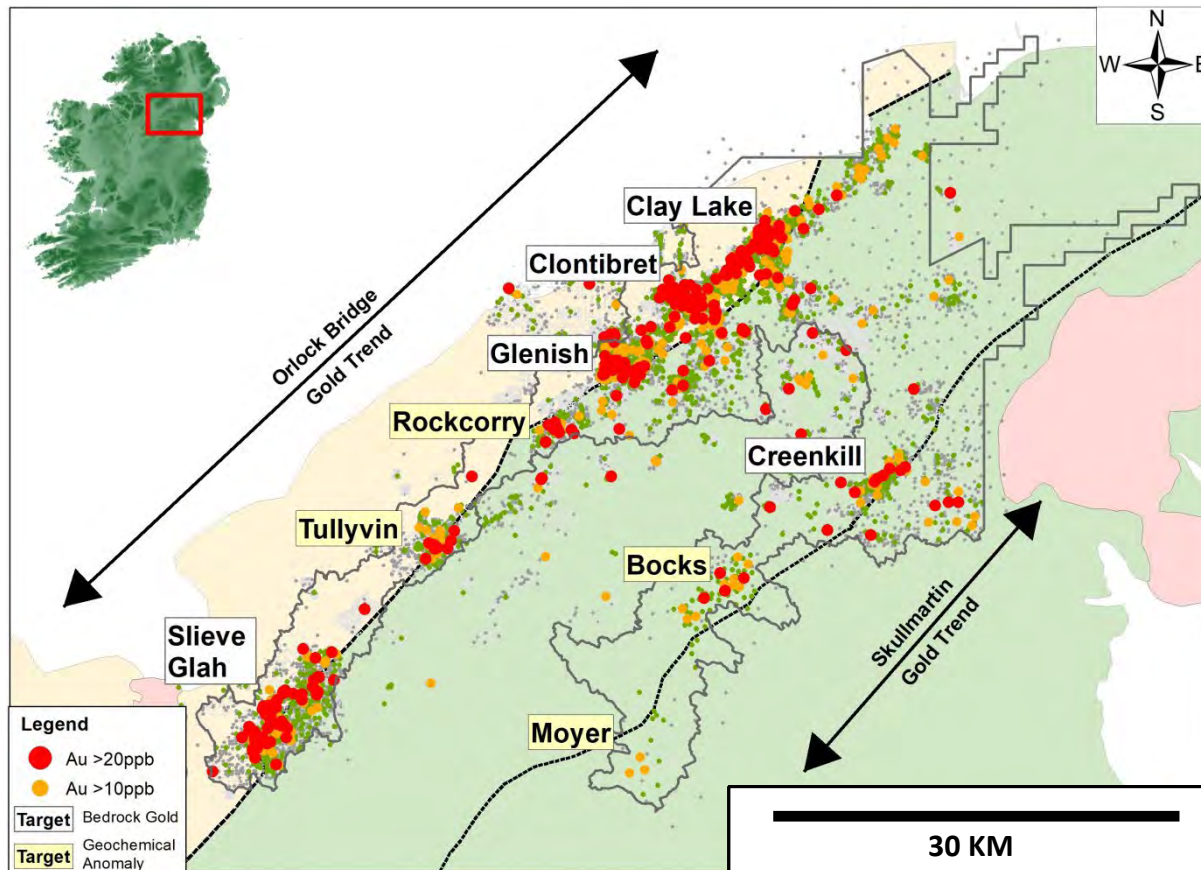 N
W E
S
Orlock Bridge
Gold Trend
Clay Lake
Clontibret
Glenish
Rockcorry
Creenkill
Tullyvin
Bocks
Slieve
Glah
Skullmartin
Gold Trend
Moyer
Legend
Au >20ppb
Au >10ppb
Target Bedrock Gold
Target Geochemical
Anomaly
30 KM